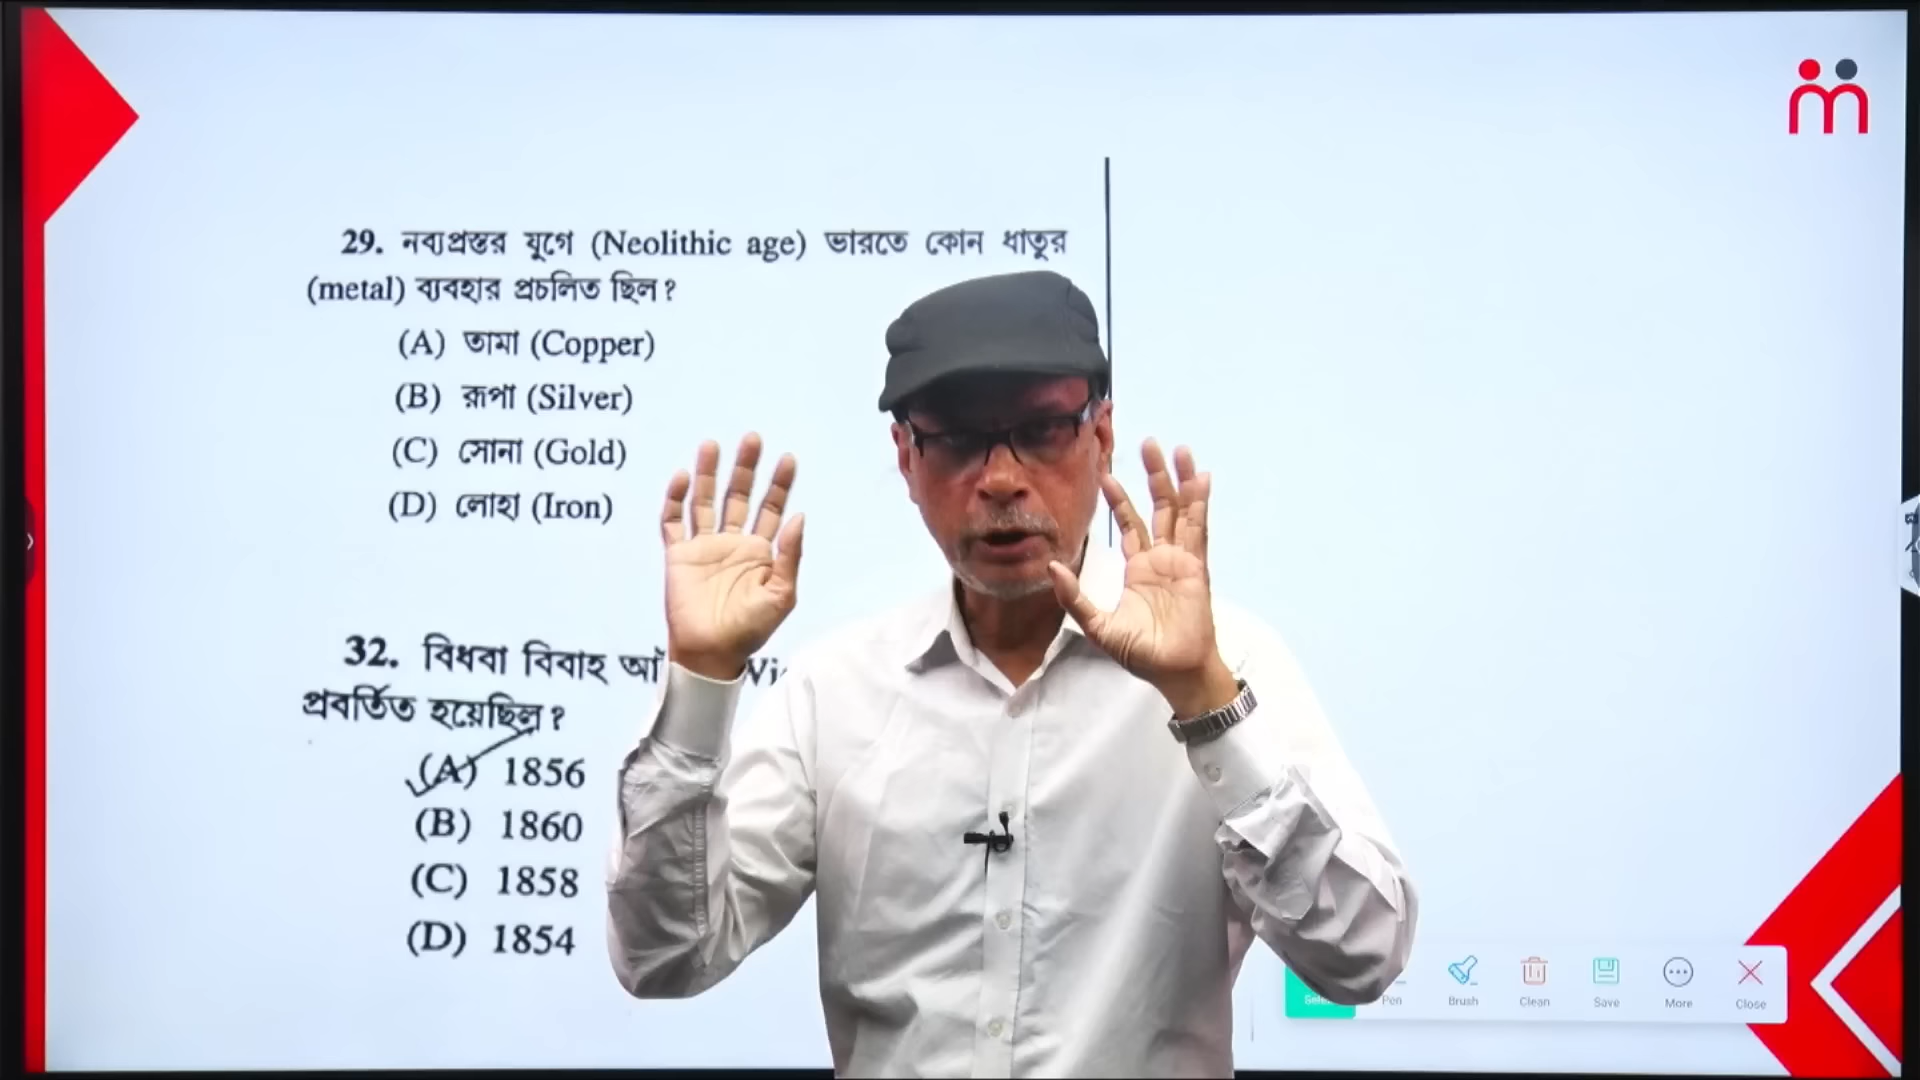 29. নব্যপ্রস্তর যুগে (Neolithic age) ভারতে কোন ধাতুর
(metal) ব্যবহার প্রচলিত ছিল ?
(A) তামা (Copper)
(B) রূপা (Silver)
(C) সোনা (Gold)
(D) লোহা (Iron)
32. বিধবা বিবাহ
প্রবর্তিত হয়েছিল ?
(A) 1856
(B) 1860
(C) 1858
(D) 1854
Pen Brush Clean Save More Close